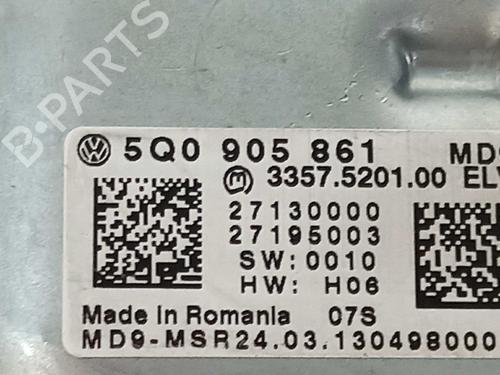 B-PARTS
5Q0 905 861 MD9
3357.5201.00 ELV
27130000
27195003
SW:0010
HW: H06
Made in Romania 07S
MD9-MSR24.03.130498000